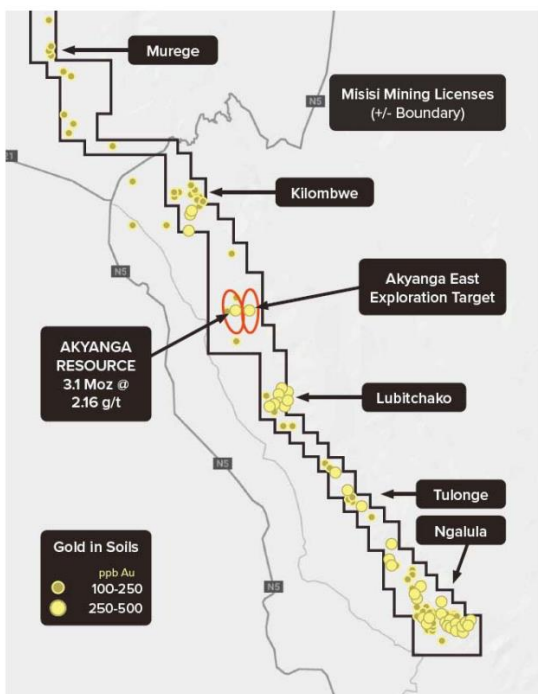 Murege
N5
Misisi Mining Licenses
(+/- Boundary)
21
Kilombwe
N5
Akyanga East
Exploration Target
AKYANGA
RESOURCE
3.1 Moz @
2.16 g/t
Lubitchako
N5
Tulonge
Ngalula
Gold in Soils
ppb Au
100-250
250-500
N5